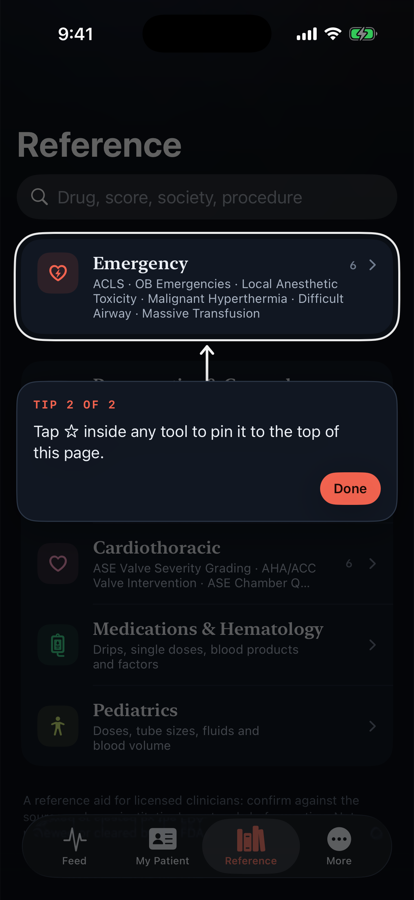 9:41
Reference
Drug, score, society, procedure
Emergency
6
ACLS · OB Emergencies · Local Anesthetic
Toxicity · Malignant Hyperthermia · Difficult
Airway · Massive Transfusion
TIP 2 OF 2
Tap ☆ inside any tool to pin it to the top of
this page.
Done
Cardiothoracic
ASE Valve Severity Grading · AHA/ACC
Valve Intervention · ASE Chamber Q...
6
Medications & Hematology
Drips, single doses, blood products
and factors
Pediatrics
Doses, tube sizes, fluids and
blood volume
A reference aid for licensed clinicians: confirm against the
Feed
My Patient
Reference
More